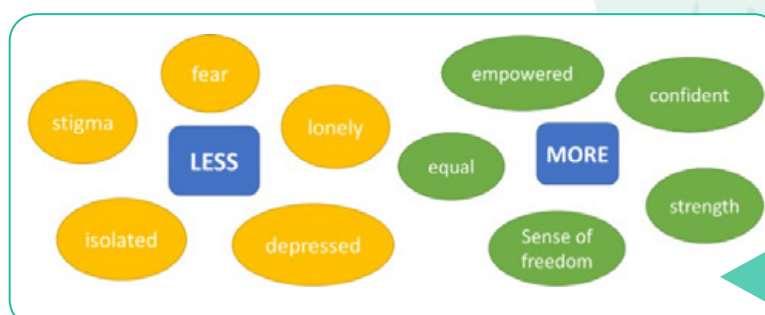 fear
stigma
lonely
LESS
isolated
depressed
empowered
confident
equal
MORE
strength
Sense of
freedom